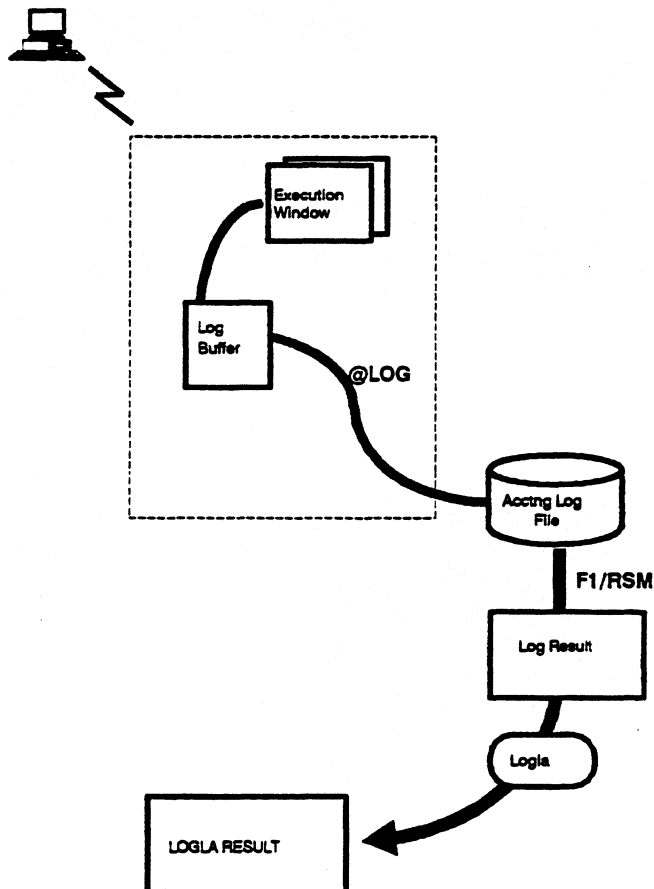 Execution
Window
Log
Buffer
@LOG
Acctng Log
File
F1/RSM
Log Result
Logla
LOGLA RESULT